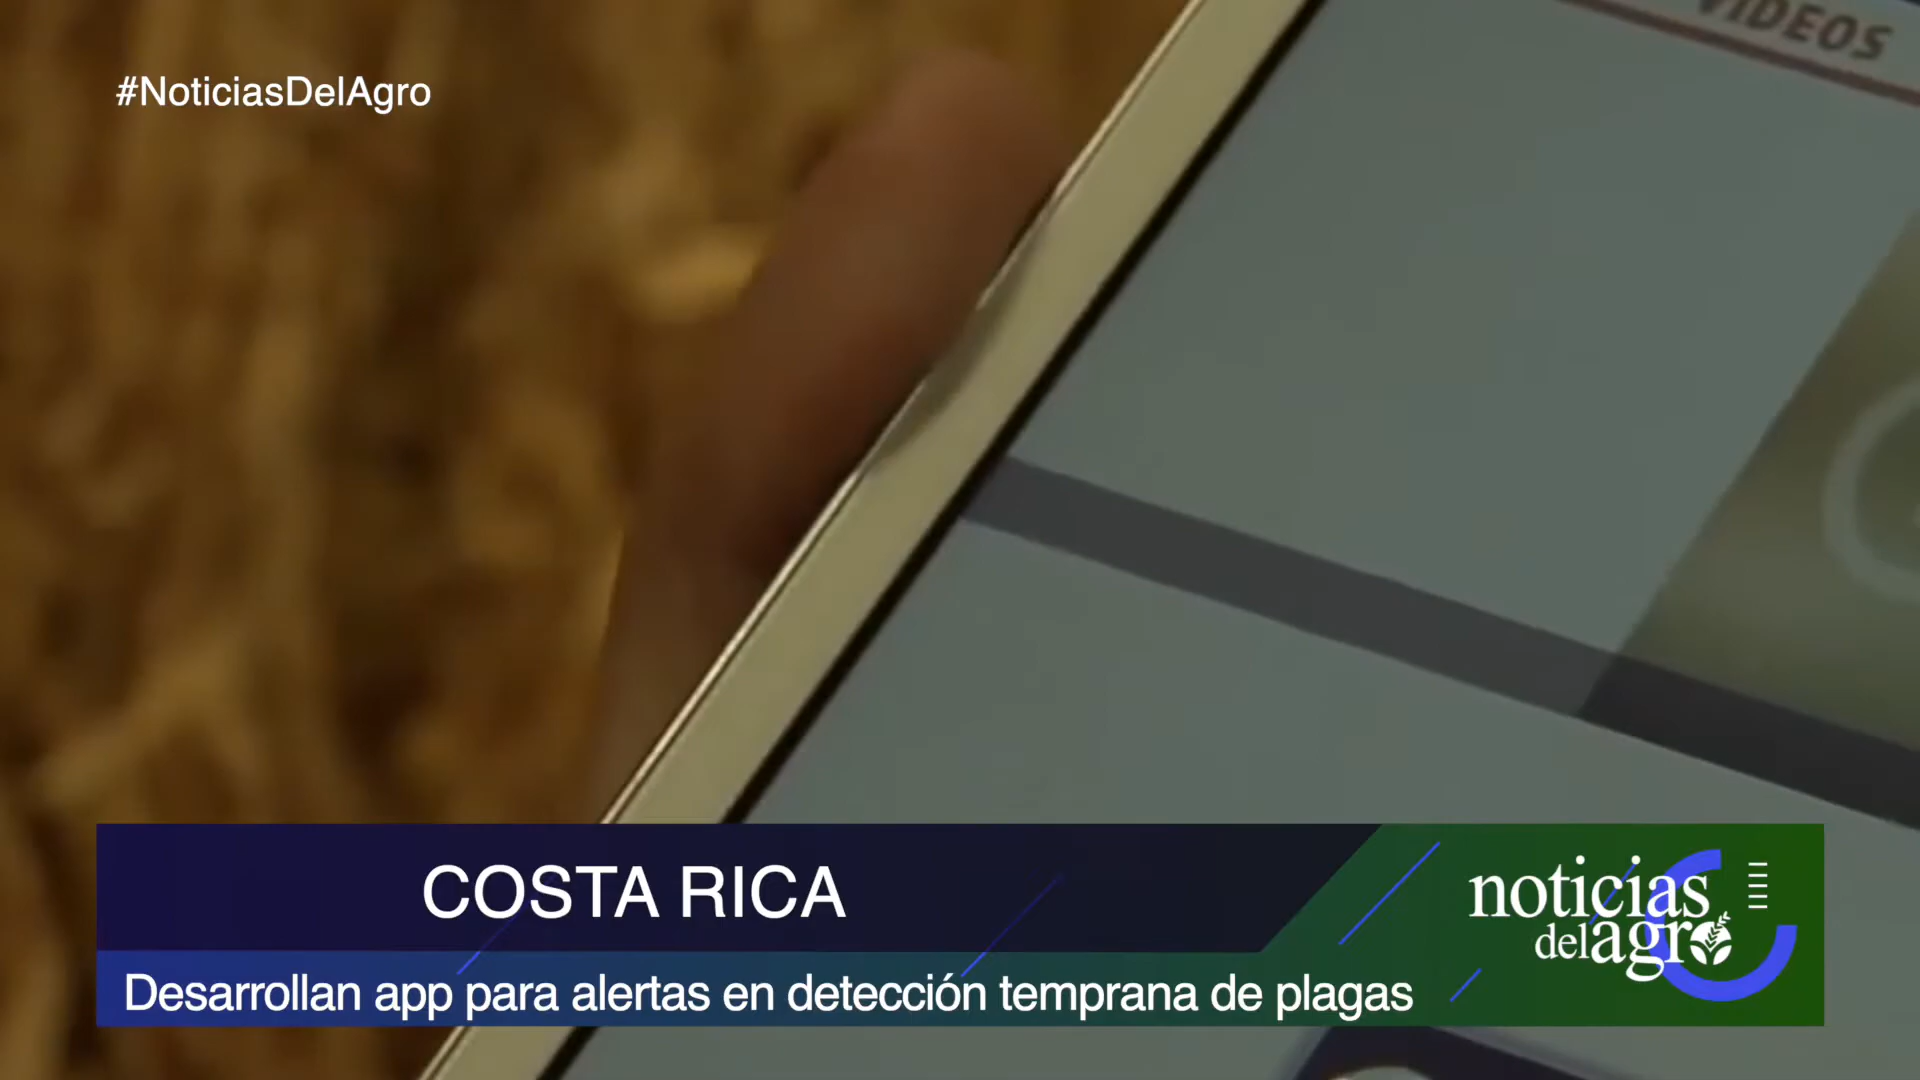 VIDEOS
#NoticiasDelAgro
COSTA RICA
Desarrollan app para alertas en detección temprana de plagas
noticias
delagro